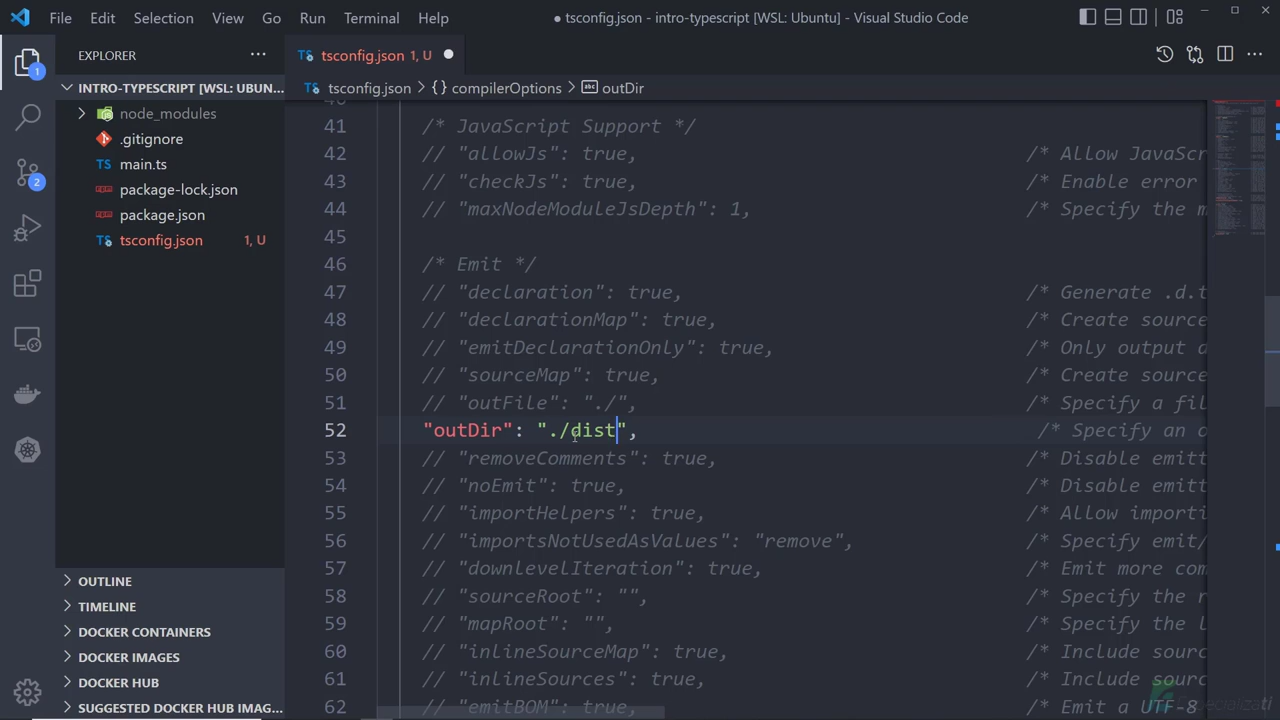 File Edit Selection View Go Run Terminal Help
● tsconfig.json - intro-typescript [WSL: Ubuntu] - Visual Studio Code
EXPLORER
INTRO-TYPESCRIPT [WSL: UBUN...
node_modules
.gitignore
TS main.ts
package-lock.json
package.json
TS tsconfig.json 1, U
OUTLINE
TIMELINE
DOCKER CONTAINERS
DOCKER IMAGES
DOCKER HUB
SUGGESTED DOCKER HUB IMAG...
1
2
TS tsconfig.json 1, U ●
TS tsconfig.json > {} compilerOptions > abc outDir
41 /* JavaScript Support */
42 // "allowJs": true, /* Allow JavaScr
43 // "checkJs": true, /* Enable error
44 // "maxNodeModuleJsDepth": 1, /* Specify the m
45
46 /* Emit */
47 // "declaration": true, /* Generate .d.t
48 // "declarationMap": true, /* Create source
49 // "emitDeclarationOnly": true, /* Only output d
50 // "sourceMap": true, /* Create source
51 // "outFile": "./", /* Specify a fil
52 "outDir": "./dist", /* Specify an o
53 // "removeComments": true, /* Disable emitt
54 // "noEmit": true, /* Disable emitt
55 // "importHelpers": true, /* Allow importi
56 // "importsNotUsedAsValues": "remove", /* Specify emit/
57 // "downlevelIteration": true, /* Emit more com
58 // "sourceRoot": "", /* Specify the r
59 // "mapRoot": "", /* Specify the l
60 // "inlineSourceMap": true, /* Include sourc
61 // "inlineSources": true, /* Include sourc
62 // "emitBOM": true, /* Emit a UTF-8